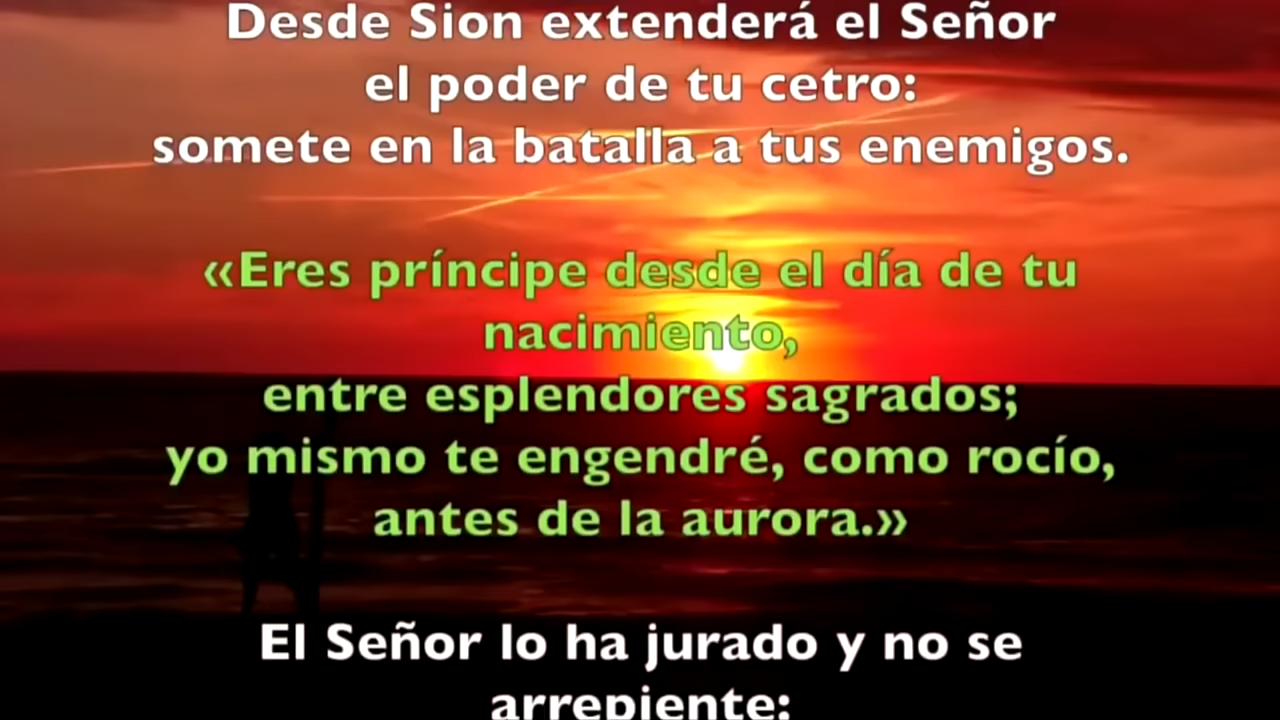 Desde Sion extenderá el Señor
el poder de tu cetro:
somete en la batalla a tus enemigos.
«Eres príncipe desde el día de tu
nacimiento,
entre esplendores sagrados;
yo mismo te engendré, como rocío,
antes de la aurora.»
El Señor lo ha jurado y no se
arrepiente: